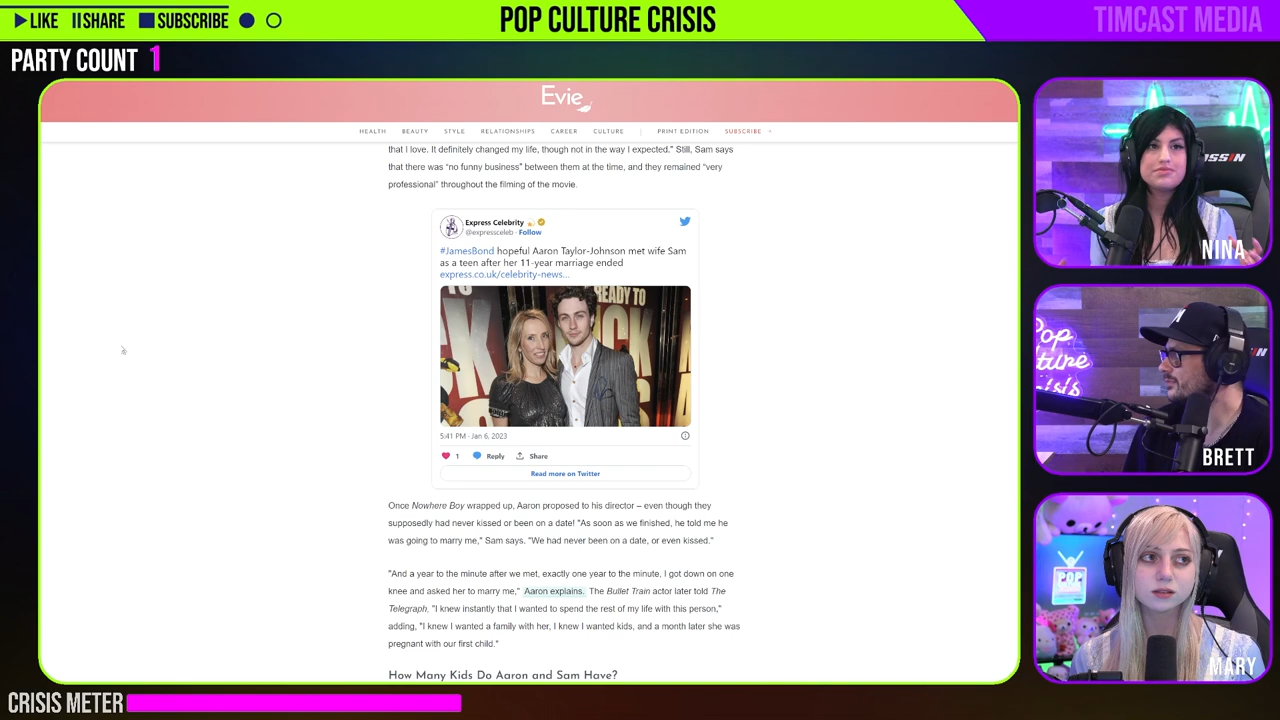 LIKE SHARE SUBSCRIBE
POP CULTURE CRISIS
TIMCAST MEDIA
PARTY COUNT 1
Evie
HEALTH BEAUTY STYLE RELATIONSHIPS CAREER CULTURE PRINT EDITION SUBSCRIBE
that I love. It definitely changed my life, though not in the way I expected." Still, Sam says
that there was "no funny business" between them at the time, and they remained "very
professional" throughout the filming of the movie.
Express Celebrity
@expressceleb · Follow
#JamesBond hopeful Aaron Taylor-Johnson met wife Sam
as a teen after her 11-year marriage ended
express.co.uk/celebrity-news...
READY TO
5:41 PM · Jan 6, 2023
1 Reply Share
Read more on Twitter
Once Nowhere Boy wrapped up, Aaron proposed to his director – even though they
supposedly had never kissed or been on a date! "As soon as we finished, he told me he
was going to marry me," Sam says. "We had never been on a date, or even kissed."
"And a year to the minute after we met, exactly one year to the minute, I got down on one
knee and asked her to marry me," Aaron explains. The Bullet Train actor later told The
Telegraph, "I knew instantly that I wanted to spend the rest of my life with this person,"
adding, "I knew I wanted a family with her, I knew I wanted kids, and a month later she was
pregnant with our first child."
How Many Kids Do Aaron and Sam Have?
NINA
Pop
BRETT
POP
MARY
CRISIS METER